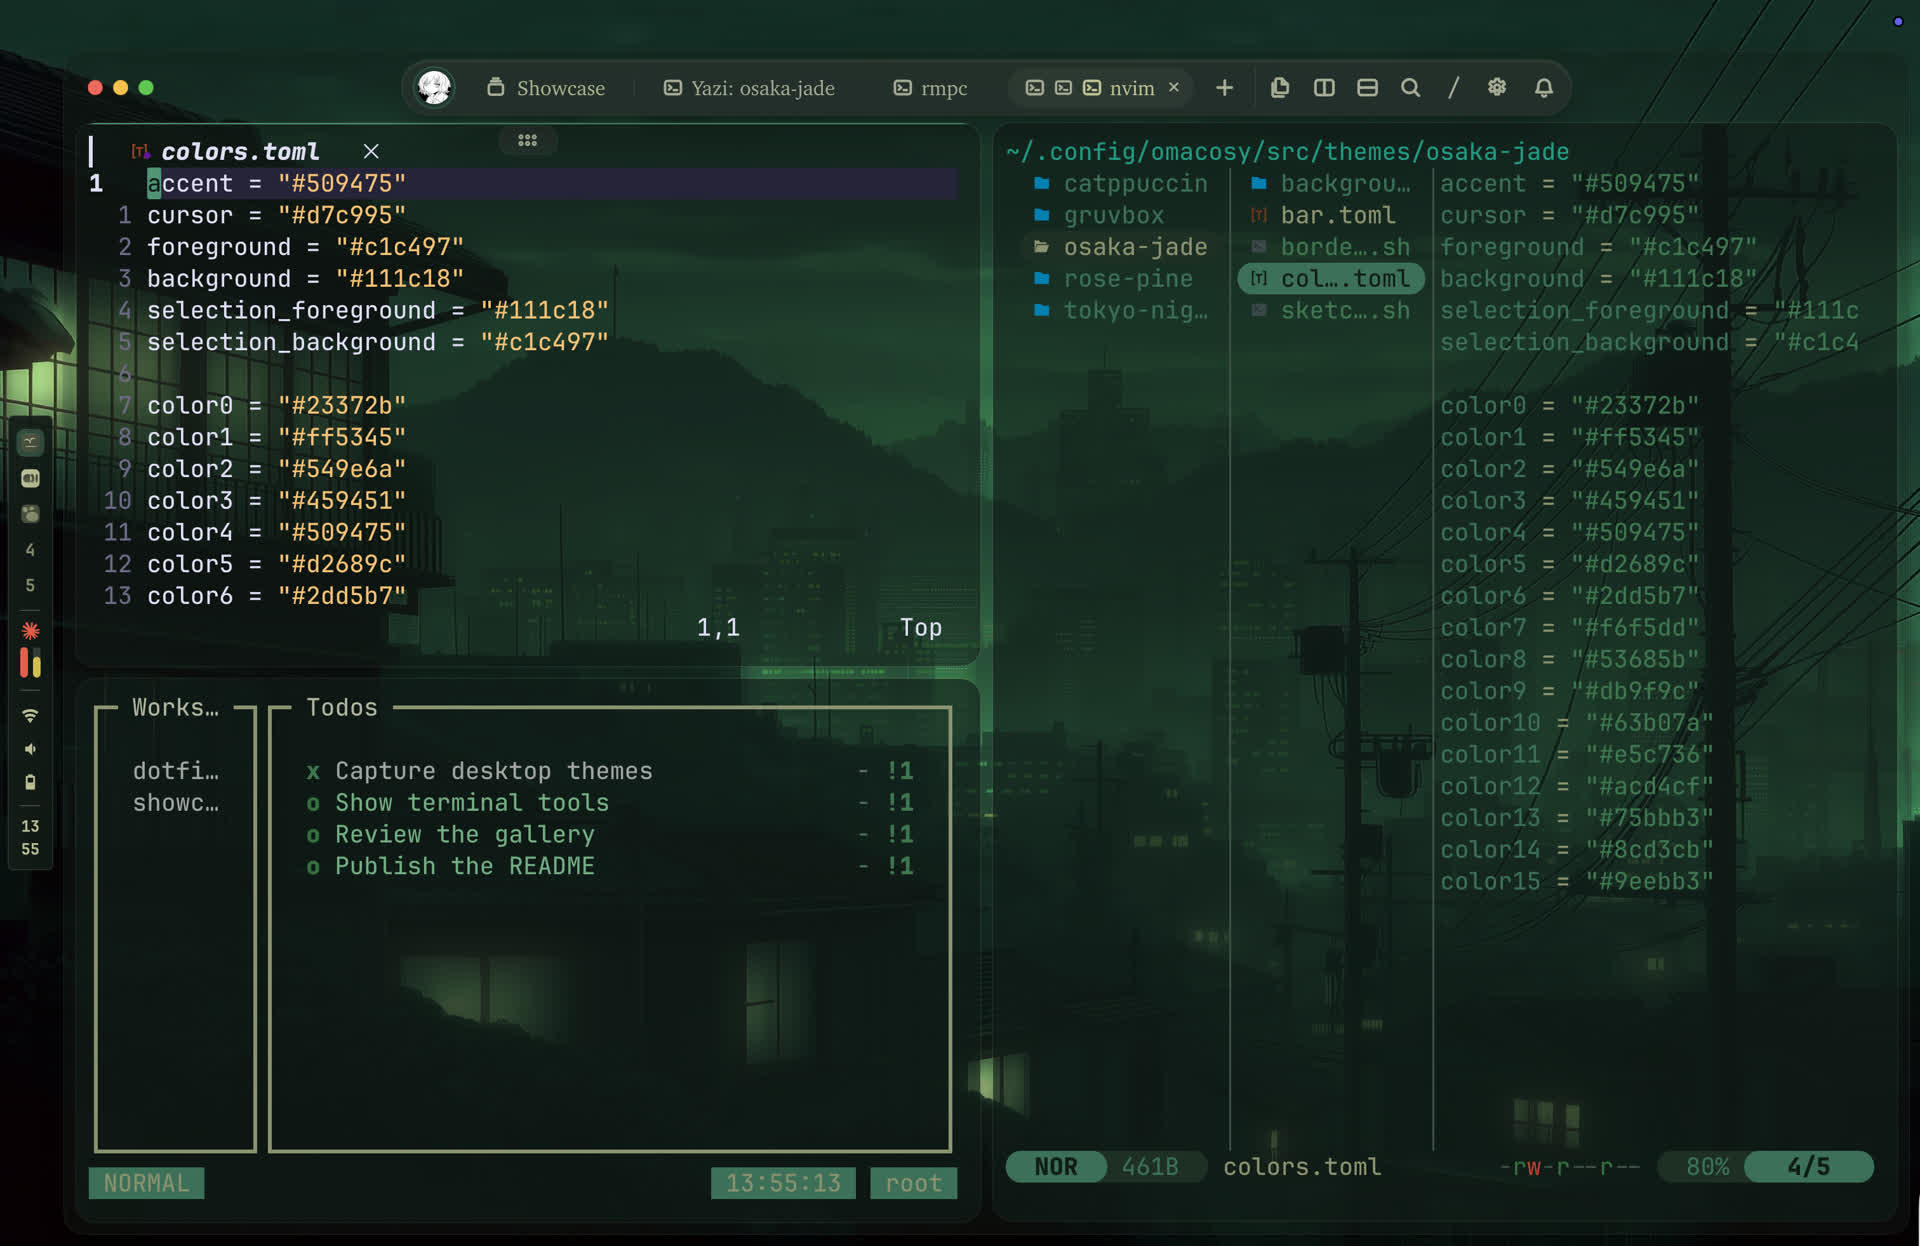 Showcase
Yazi: osaka-jade
rmpc
nvim
colors.toml
1 accent = "#509475"
1 cursor = "#d7c995"
2 foreground = "#c1c497"
3 background = "#111c18"
4 selection_foreground = "#111c18"
5 selection_background = "#c1c497"
6
7 color0 = "#23372b"
8 color1 = "#ff5345"
9 color2 = "#549e6a"
10 color3 = "#459451"
11 color4 = "#509475"
12 color5 = "#d2689c"
13 color6 = "#2dd5b7"
1,1 Top
4
5
13
55
Works…
dotfi…
showc…
Todos
x Capture desktop themes - !1
o Show terminal tools - !1
o Review the gallery - !1
o Publish the README - !1
NORMAL 13:55:13 root
~/.config/omacosy/src/themes/osaka-jade
catppuccin
gruvbox
osaka-jade
rose-pine
tokyo-nig…
backgrou…
bar.toml
borde….sh
col….toml
sketc….sh
accent = "#509475"
cursor = "#d7c995"
foreground = "#c1c497"
background = "#111c18"
selection_foreground = "#111c
selection_background = "#c1c4
color0 = "#23372b"
color1 = "#ff5345"
color2 = "#549e6a"
color3 = "#459451"
color4 = "#509475"
color5 = "#d2689c"
color6 = "#2dd5b7"
color7 = "#f6f5dd"
color8 = "#53685b"
color9 = "#db9f9c"
color10 = "#63b07a"
color11 = "#e5c736"
color12 = "#acd4cf"
color13 = "#75bbb3"
color14 = "#8cd3cb"
color15 = "#9eebb3"
NOR 461B colors.toml -rw-r--r-- 80% 4/5